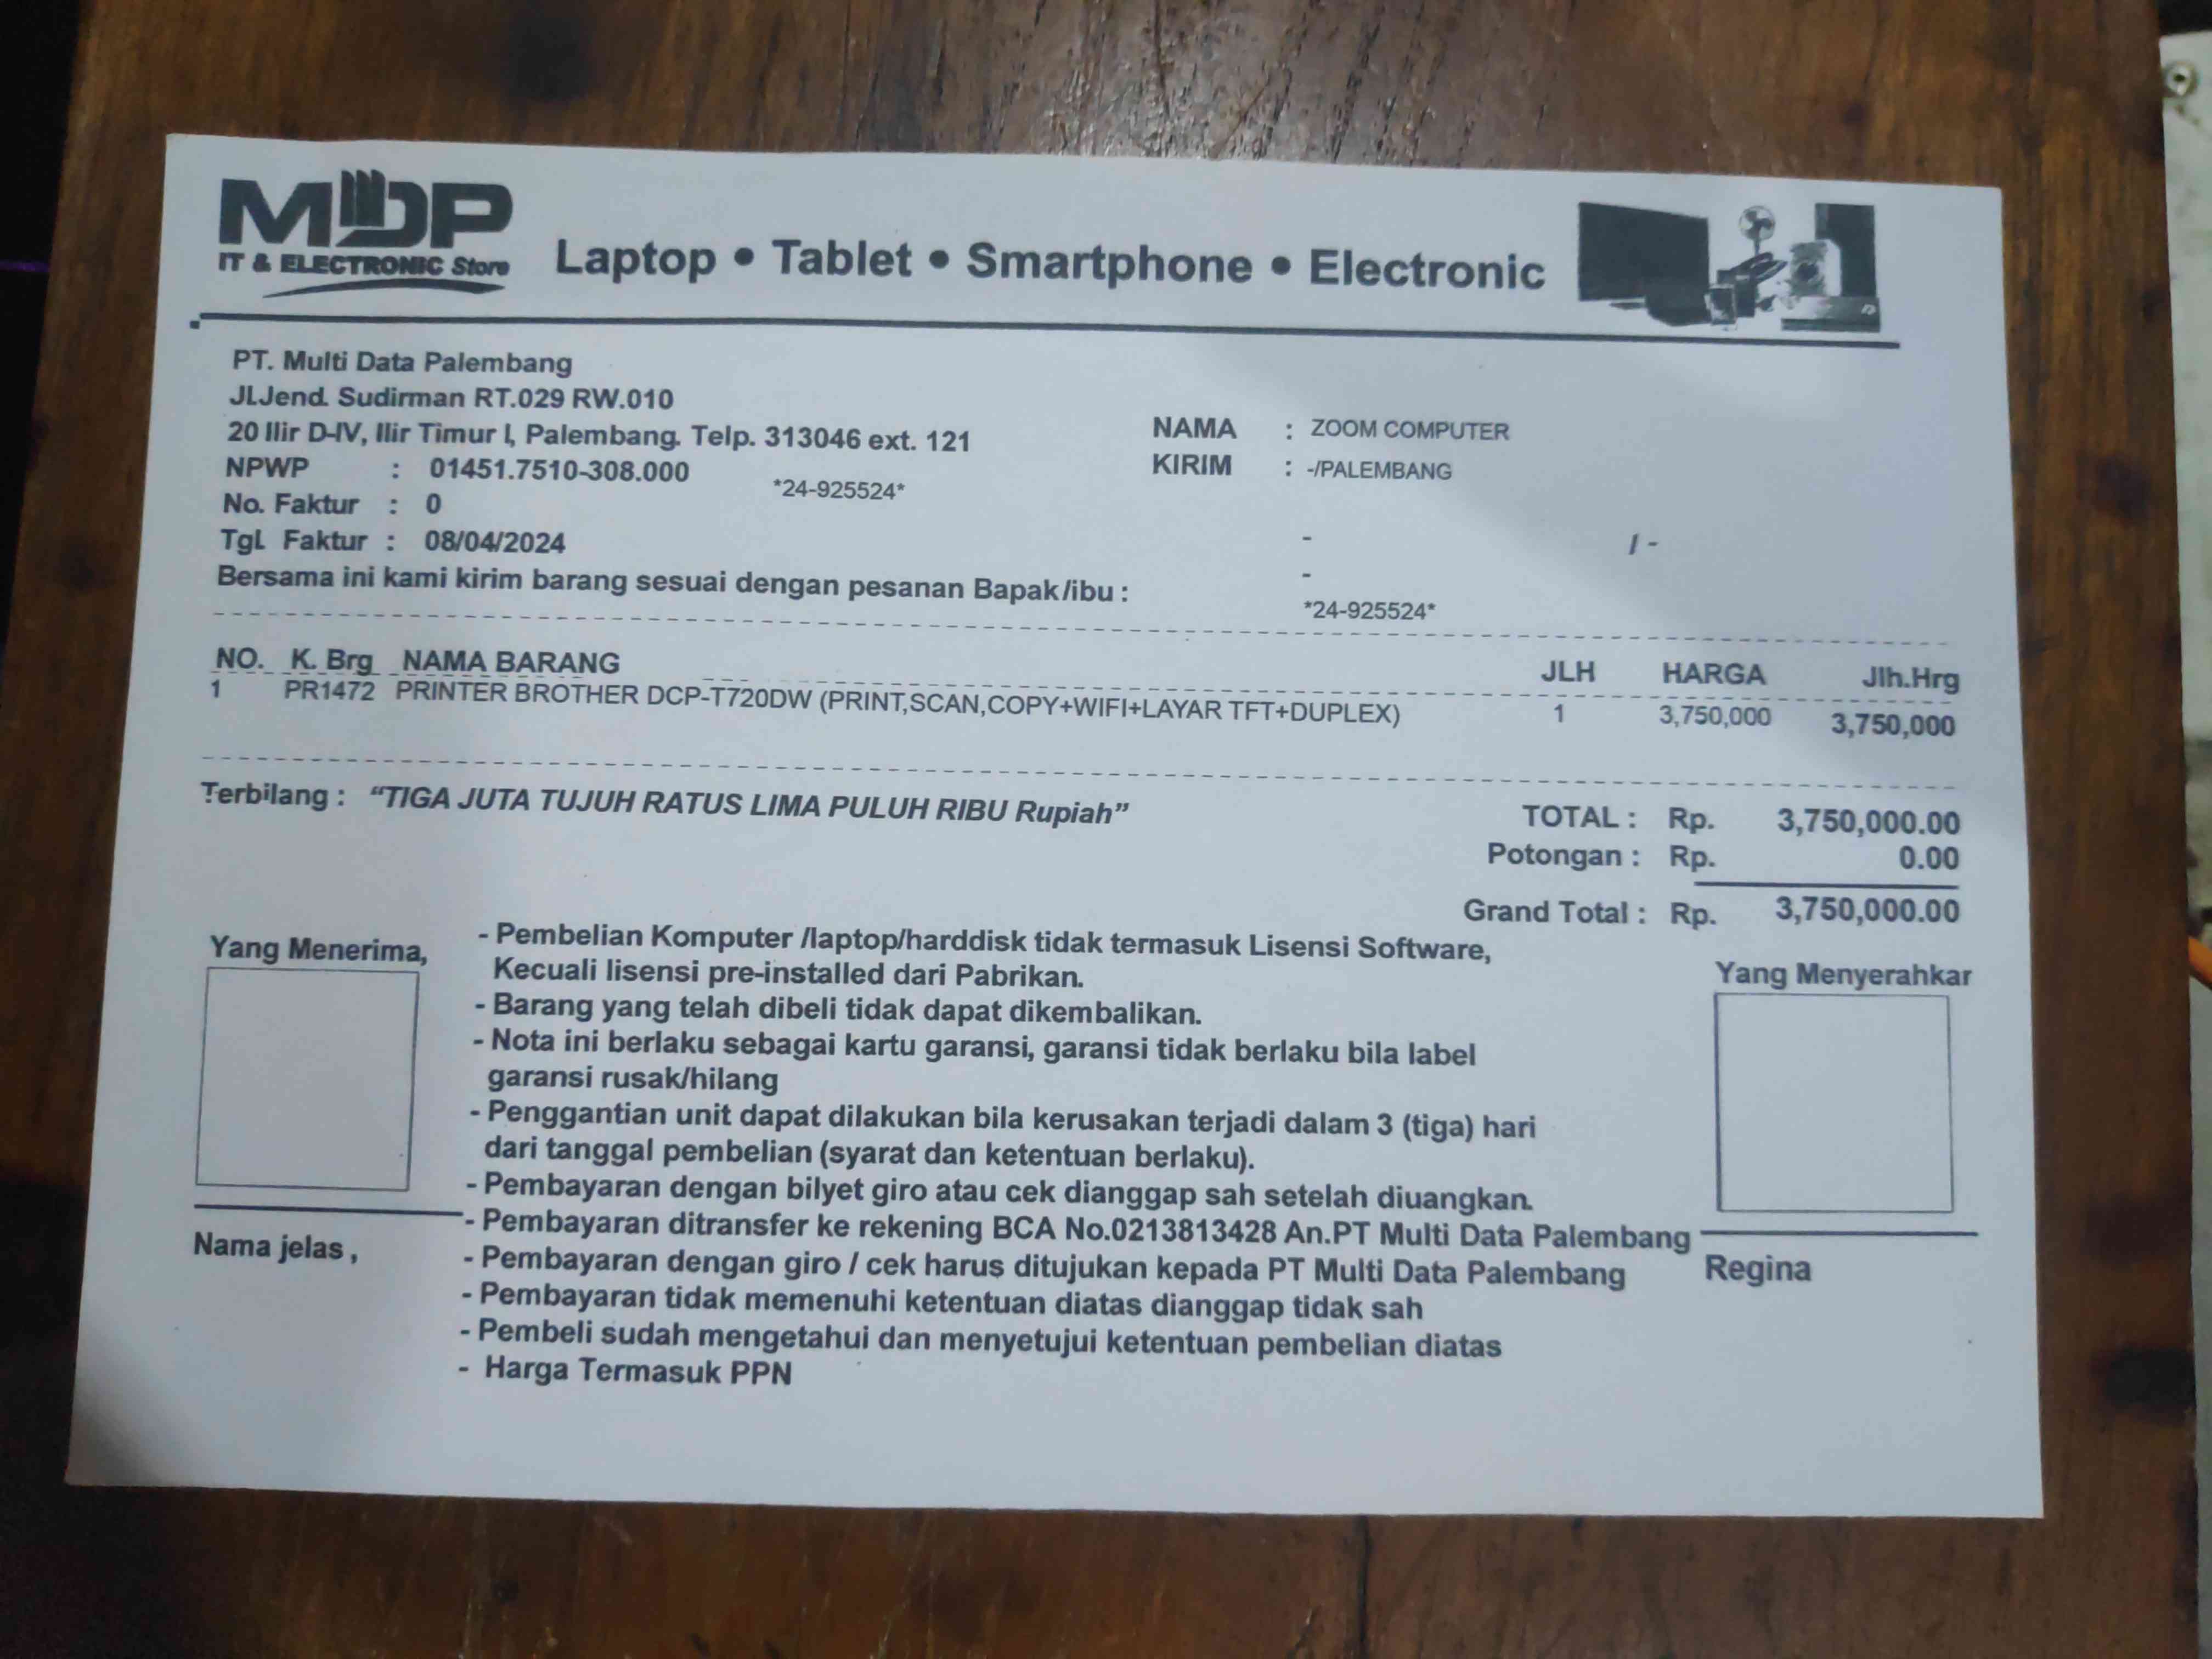 MDP
IT & ELECTRONIC Store
Laptop • Tablet • Smartphone • Electronic
PT. Multi Data Palembang
Jl.Jend. Sudirman RT.029 RW.010
20 Ilir D-IV, Ilir Timur I, Palembang. Telp. 313046 ext. 121
NPWP : 01451.7510-308.000
*24-925524*
No. Faktur : 0
Tgl. Faktur : 08/04/2024
Bersama ini kami kirim barang sesuai dengan pesanan Bapak/ibu :
NAMA : ZOOM COMPUTER
KIRIM : -/PALEMBANG
- / -
-
*24-925524*
NO. K. Brg NAMA BARANG JLH HARGA Jlh.Hrg
1 PR1472 PRINTER BROTHER DCP-T720DW (PRINT,SCAN,COPY+WIFI+LAYAR TFT+DUPLEX) 1 3,750,000 3,750,000
Terbilang : “TIGA JUTA TUJUH RATUS LIMA PULUH RIBU Rupiah”
TOTAL : Rp. 3,750,000.00
Potongan : Rp. 0.00
Grand Total : Rp. 3,750,000.00
Yang Menerima,
- Pembelian Komputer /laptop/harddisk tidak termasuk Lisensi Software,
Kecuali lisensi pre-installed dari Pabrikan.
- Barang yang telah dibeli tidak dapat dikembalikan.
- Nota ini berlaku sebagai kartu garansi, garansi tidak berlaku bila label
garansi rusak/hilang
- Penggantian unit dapat dilakukan bila kerusakan terjadi dalam 3 (tiga) hari
dari tanggal pembelian (syarat dan ketentuan berlaku).
- Pembayaran dengan bilyet giro atau cek dianggap sah setelah diuangkan.
- Pembayaran ditransfer ke rekening BCA No.0213813428 An.PT Multi Data Palembang
- Pembayaran dengan giro / cek harus ditujukan kepada PT Multi Data Palembang
- Pembayaran tidak memenuhi ketentuan diatas dianggap tidak sah
- Pembeli sudah mengetahui dan menyetujui ketentuan pembelian diatas
- Harga Termasuk PPN
Yang Menyerahkar
Nama jelas ,
Regina